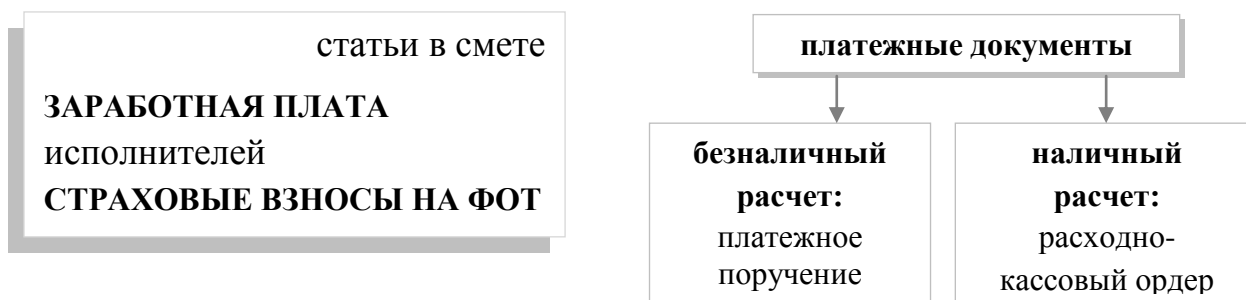 статьи в смете
ЗАРАБОТНАЯ ПЛАТА
исполнителей
СТРАХОВЫЕ ВЗНОСЫ НА ФОТ
платежные документы
безналичный
расчет:
платежное
поручение
наличный
расчет:
расходно-
кассовый ордер